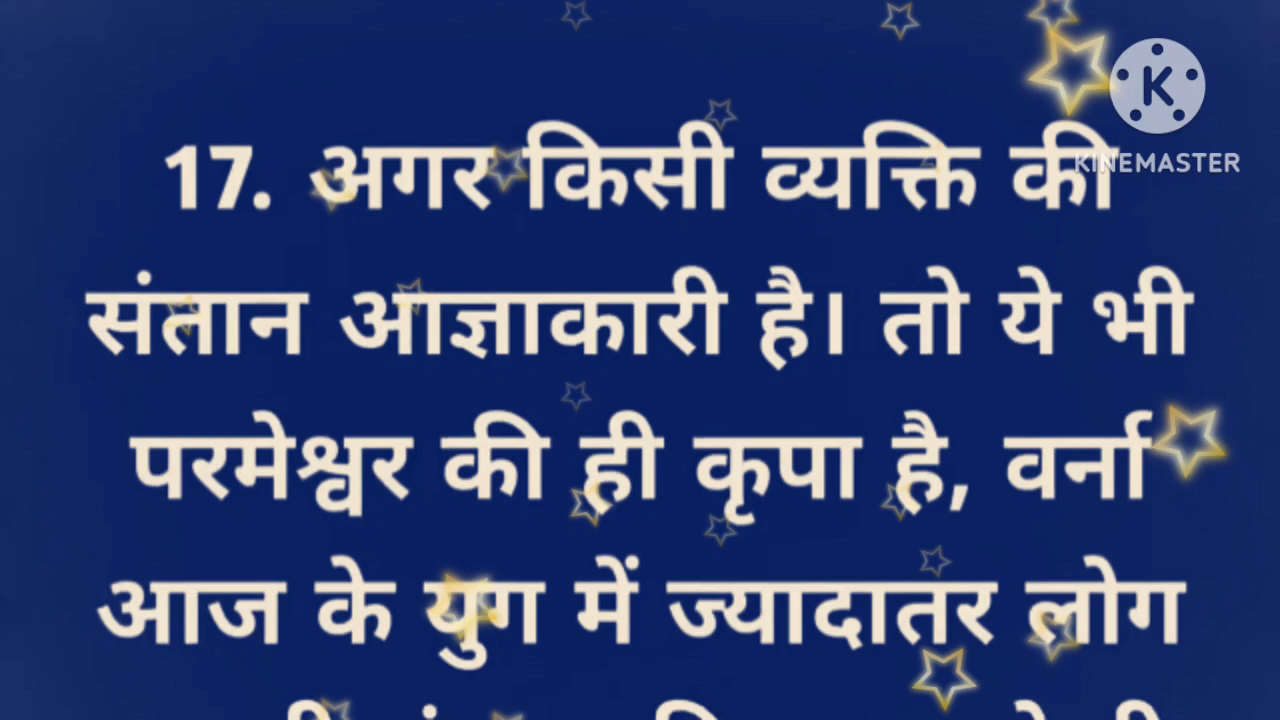 17. अगर किसी व्यक्ति की
KINEMASTER
संतान आज्ञाकारी है। तो ये भी
परमेश्वर की ही कृपा है, वर्ना
आज के युग में ज्यादातर लोग